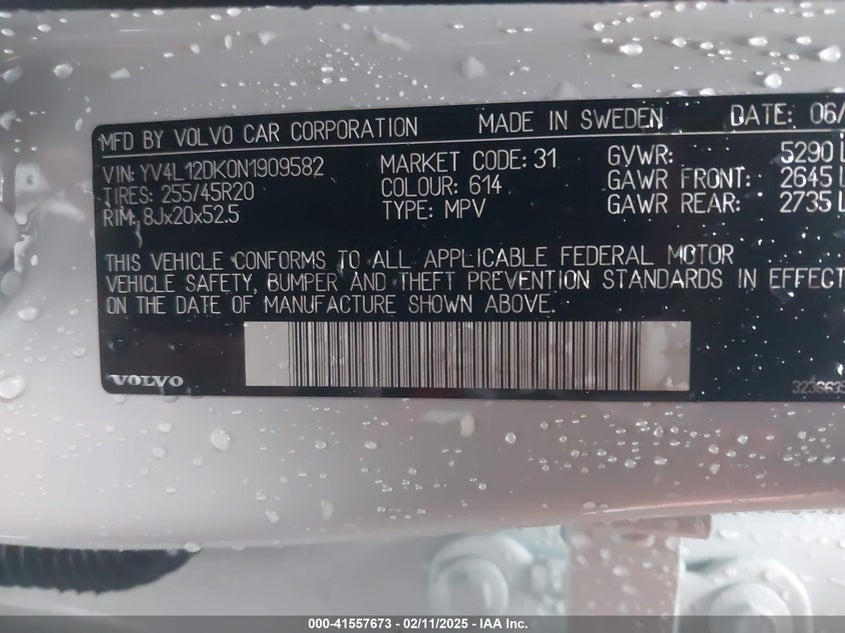 MFD BY VOLVO CAR CORPORATION MADE IN SWEDEN DATE: 06/
VIN: YV4L12DK0N1909582 MARKET CODE: 31 GVWR: 5290 L
TIRES: 255/45R20 COLOUR: 614 GAWR FRONT: 2645 L
RIM: 8Jx20x52.5 TYPE: MPV GAWR REAR: 2735 L
THIS VEHICLE CONFORMS TO ALL APPLICABLE FEDERAL MOTOR
VEHICLE SAFETY, BUMPER AND THEFT PREVENTION STANDARDS IN EFFECT
ON THE DATE OF MANUFACTURE SHOWN ABOVE.
VOLVO
000-41557673 - 02/11/2025 - IAA Inc.